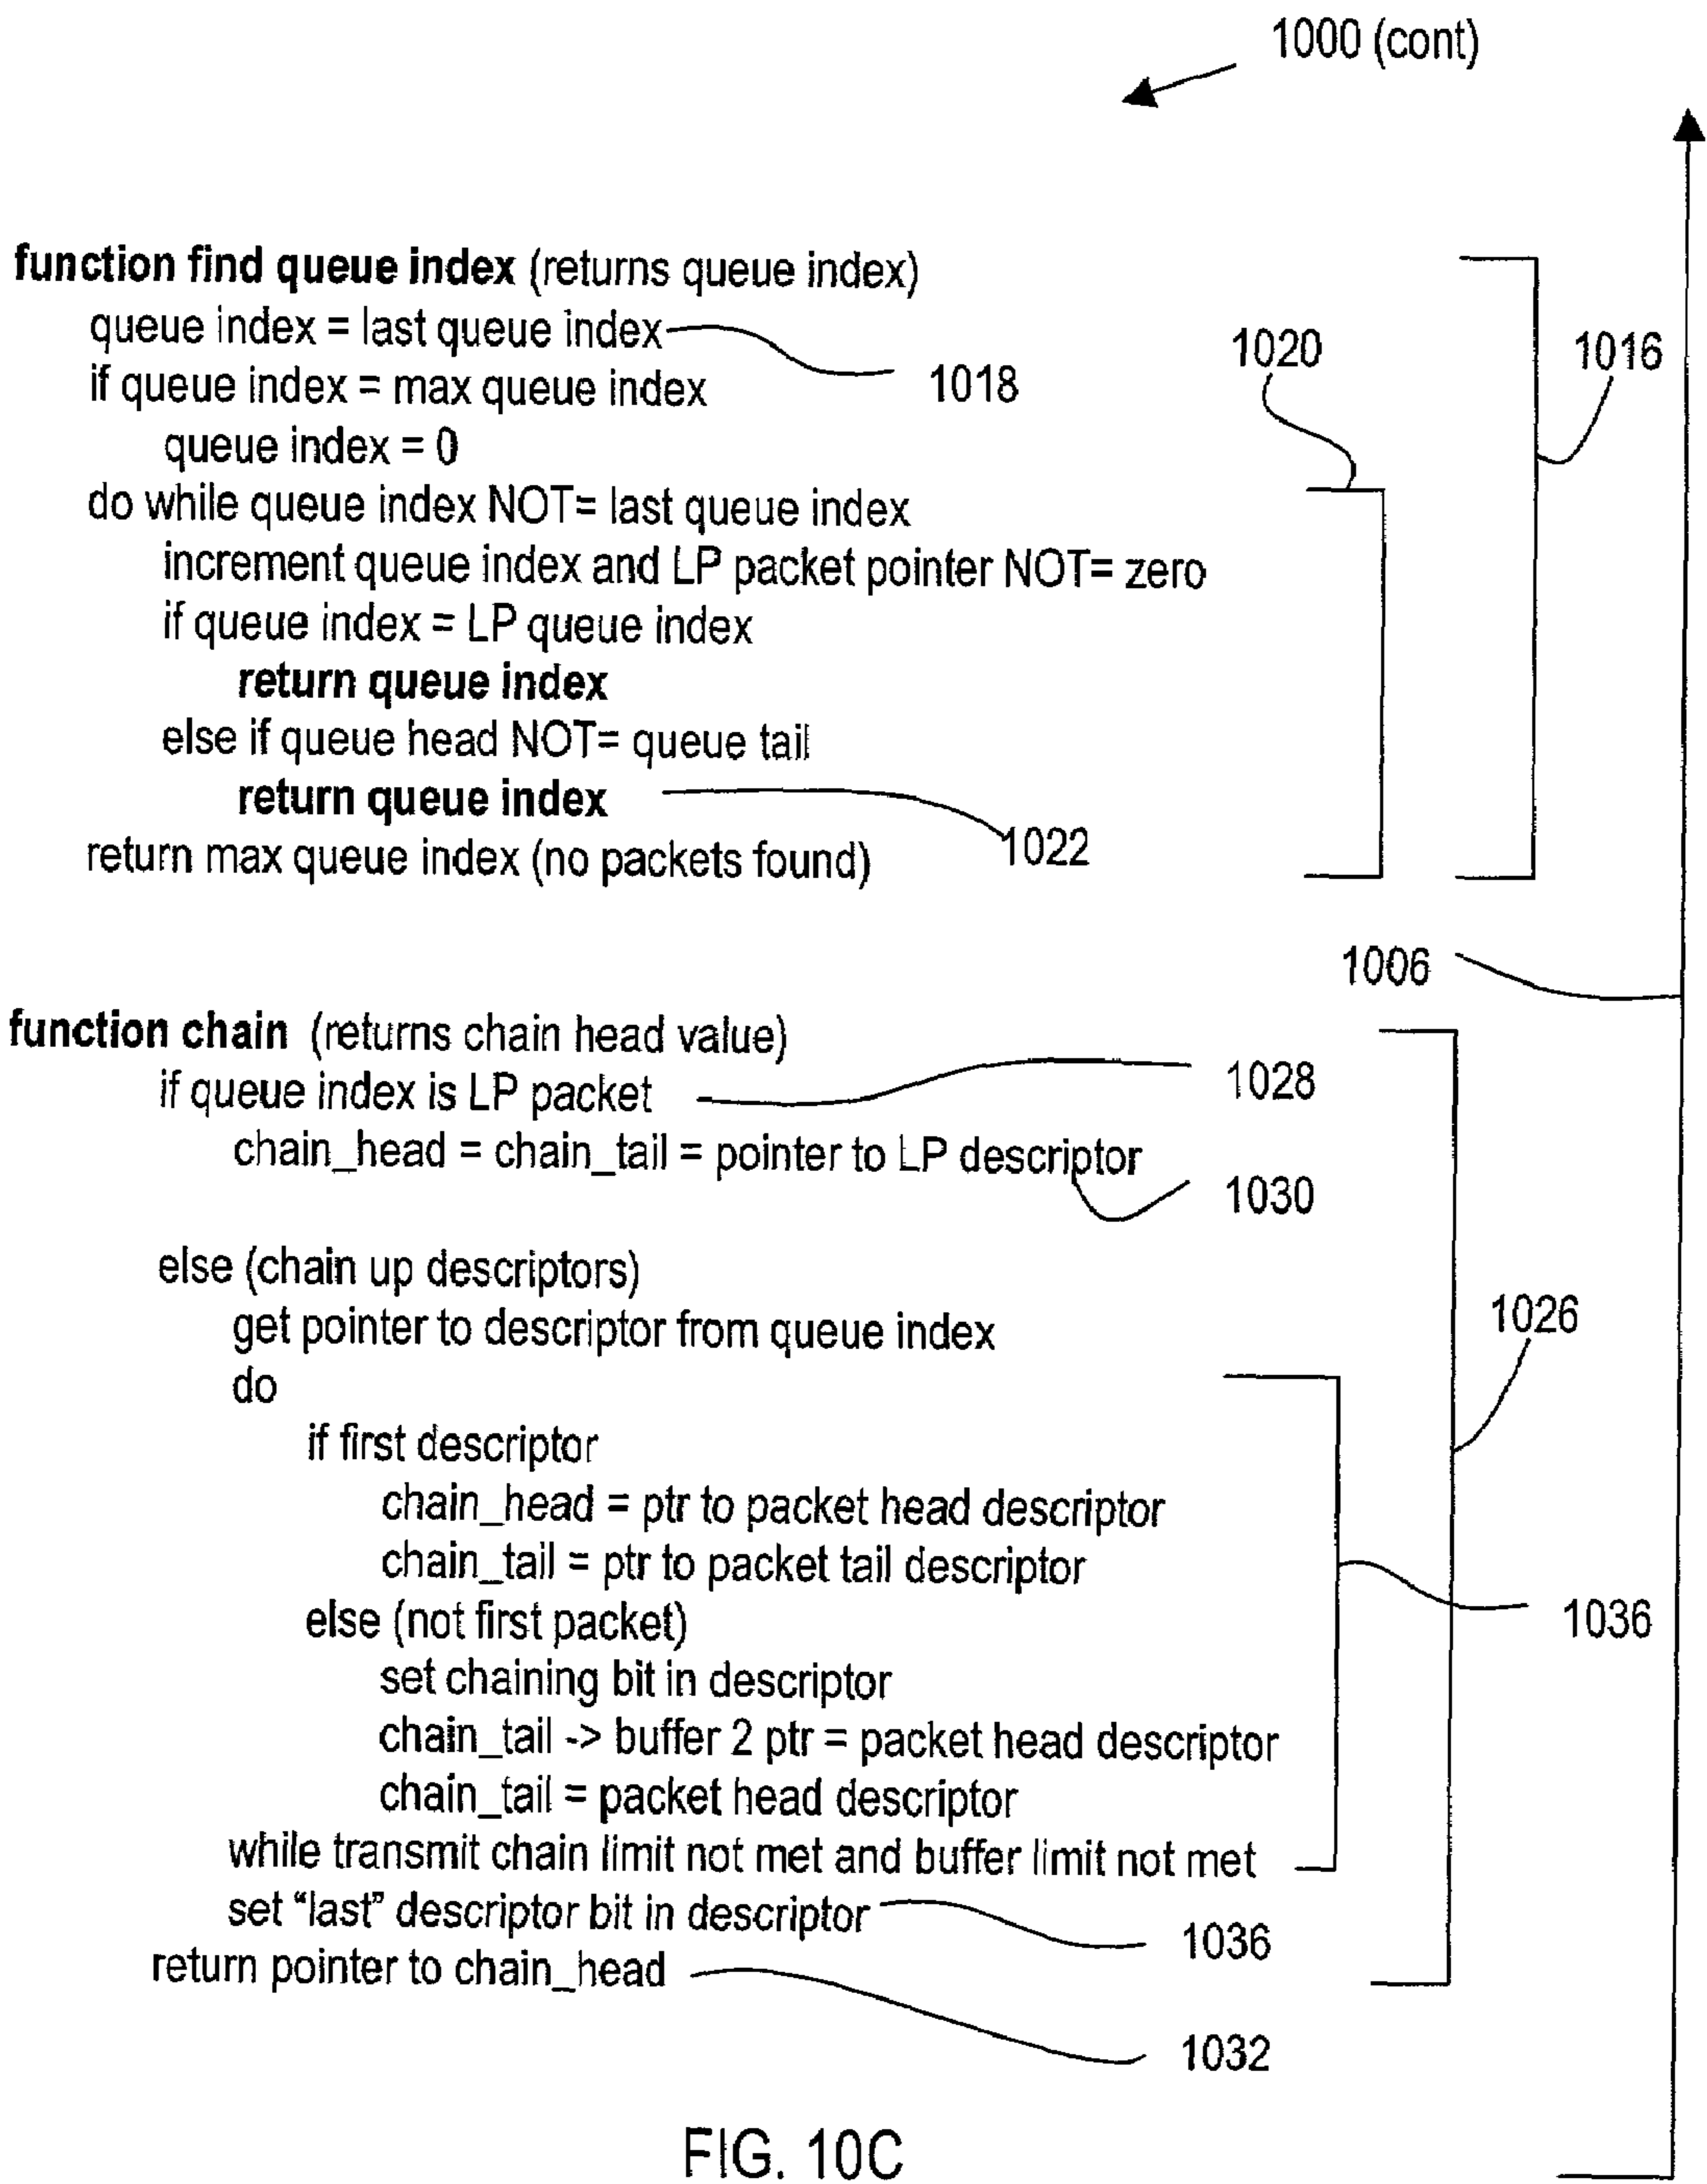 1000 (cont)
function find queue index (returns queue index)
queue index = last queue index
1018
1020
1016
if queue index = max queue index
queue index = 0
do while queue index NOT= last queue index
increment queue index and LP packet pointer NOT= zero
if queue index = LP queue index
return queue index
else if queue head NOT= queue tail
return queue index
1022
return max queue index (no packets found)
1006
function chain (returns chain head value)
if queue index is LP packet
1028
chain_head = chain_tail = pointer to LP descriptor
1030
else (chain up descriptors)
get pointer to descriptor from queue index
1026
do
if first descriptor
chain_head = ptr to packet head descriptor
chain_tail = ptr to packet tail descriptor
else (not first packet)
1036
set chaining bit in descriptor
chain_tail -> buffer 2 ptr = packet head descriptor
chain_tail = packet head descriptor
while transmit chain limit not met and buffer limit not met
set “last” descriptor bit in descriptor
1036
return pointer to chain_head
1032
FIG. 10C